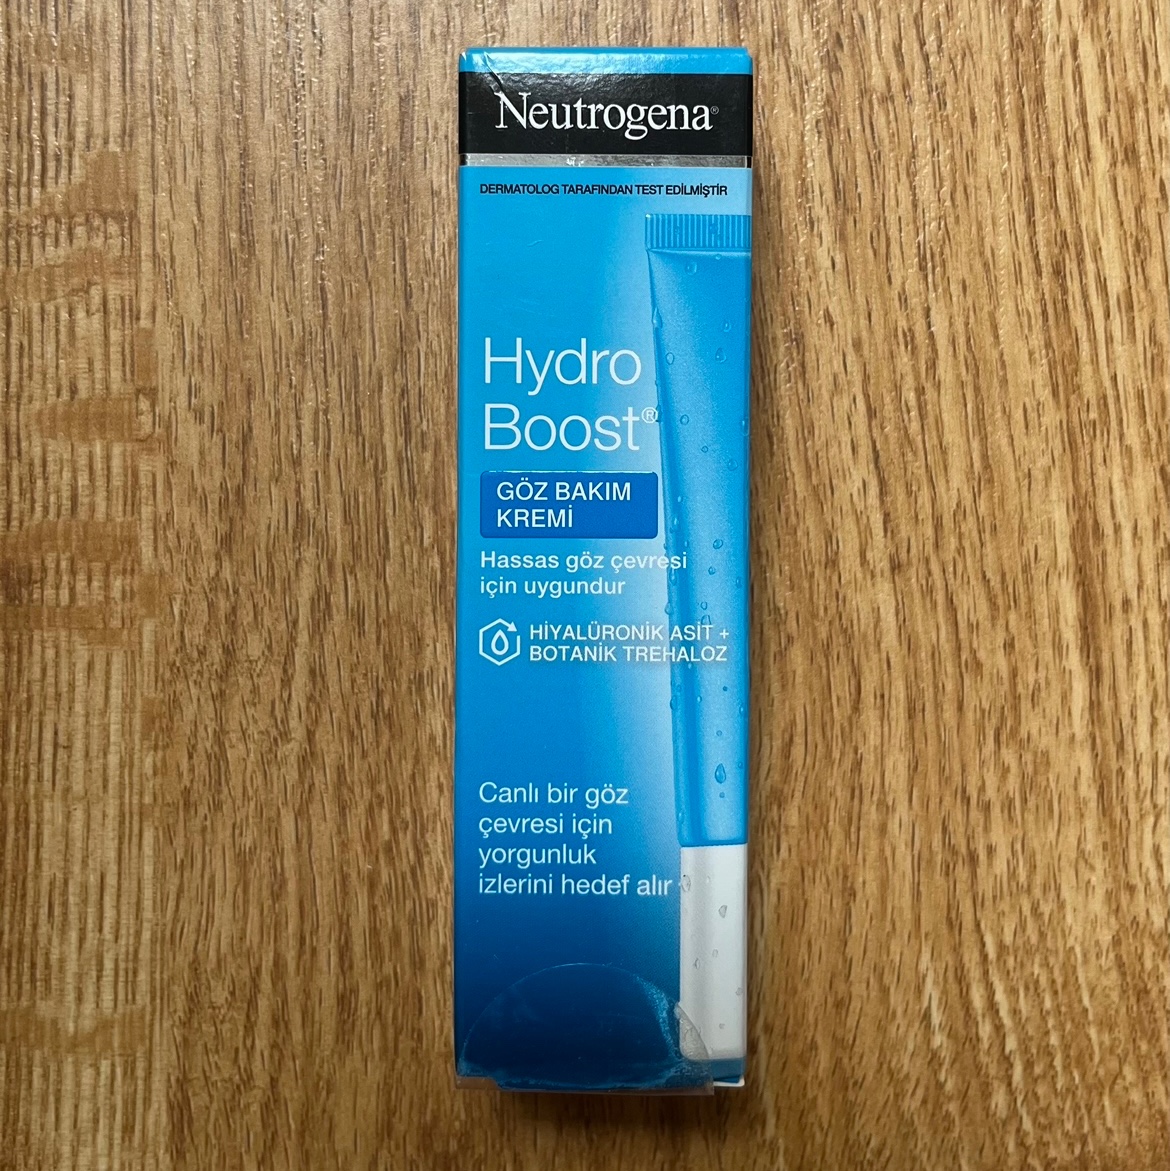 Neutrogena®
DERMATOLOG TARAFINDAN TEST EDİLMİŞTİR
Hydro
Boost®
GÖZ BAKIM
KREMİ
Hassas göz çevresi
için uygundur
HİYALÜRONİK ASİT +
BOTANİK TREHALOZ
Canlı bir göz
çevresi için
yorgunluk
izlerini hedef alır